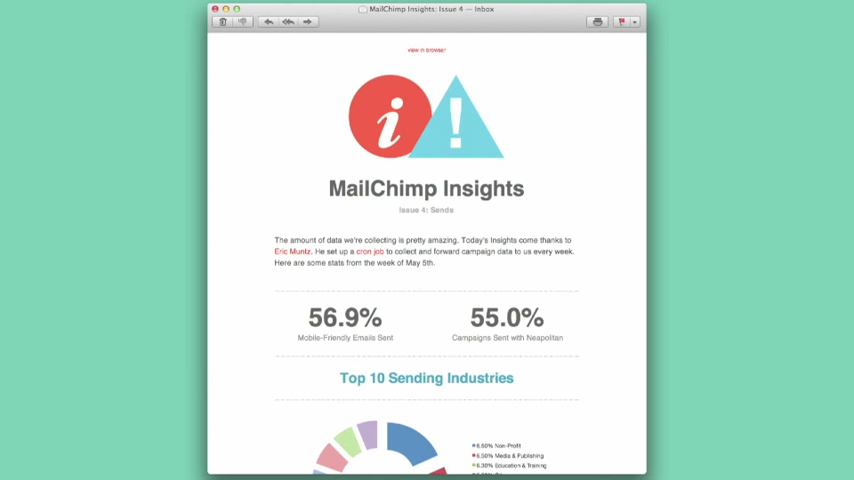 MailChimp Insights: Issue 4 — Inbox
view in browser
i !
MailChimp Insights
Issue 4: Sends
The amount of data we're collecting is pretty amazing. Today's Insights come thanks to
Eric Muntz. He set up a cron job to collect and forward campaign data to us every week.
Here are some stats from the week of May 5th.
56.9% 55.0%
Mobile-Friendly Emails Sent Campaigns Sent with Neapolitan
Top 10 Sending Industries
6.50% Non-Profit
6.50% Media & Publishing
6.30% Education & Training